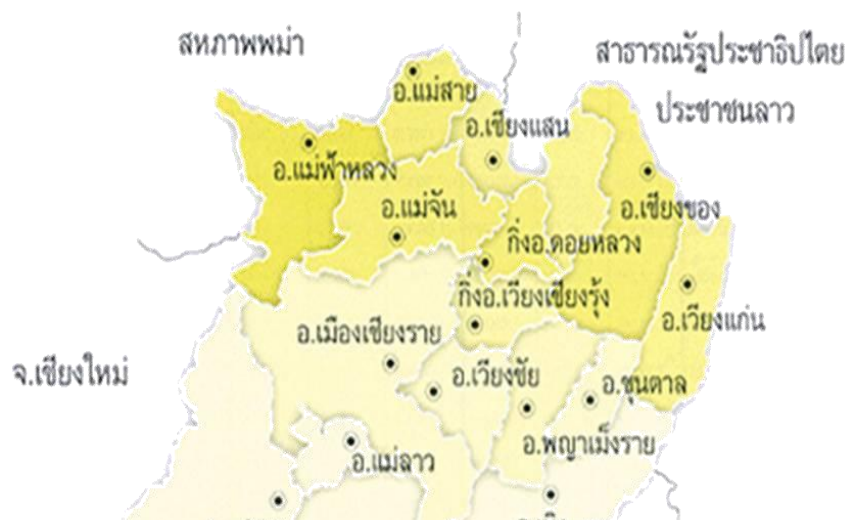 สหภาพพม่า
สาธารณรัฐประชาธิปไตย
ประชาชนลาว
อ.แม่สาย
อ.เชียงแสน
อ.แม่ฟ้าหลวง
อ.แม่จัน
อ.เชียงของ
กิ่งอ.ดอยหลวง
กิ่งอ.เวียงเชียงรุ้ง
อ.เวียงแก่น
อ.เมืองเชียงราย
จ.เชียงใหม่
อ.เวียงชัย
อ.ขุนตาล
อ.พญาเม็งราย
อ.แม่ลาว